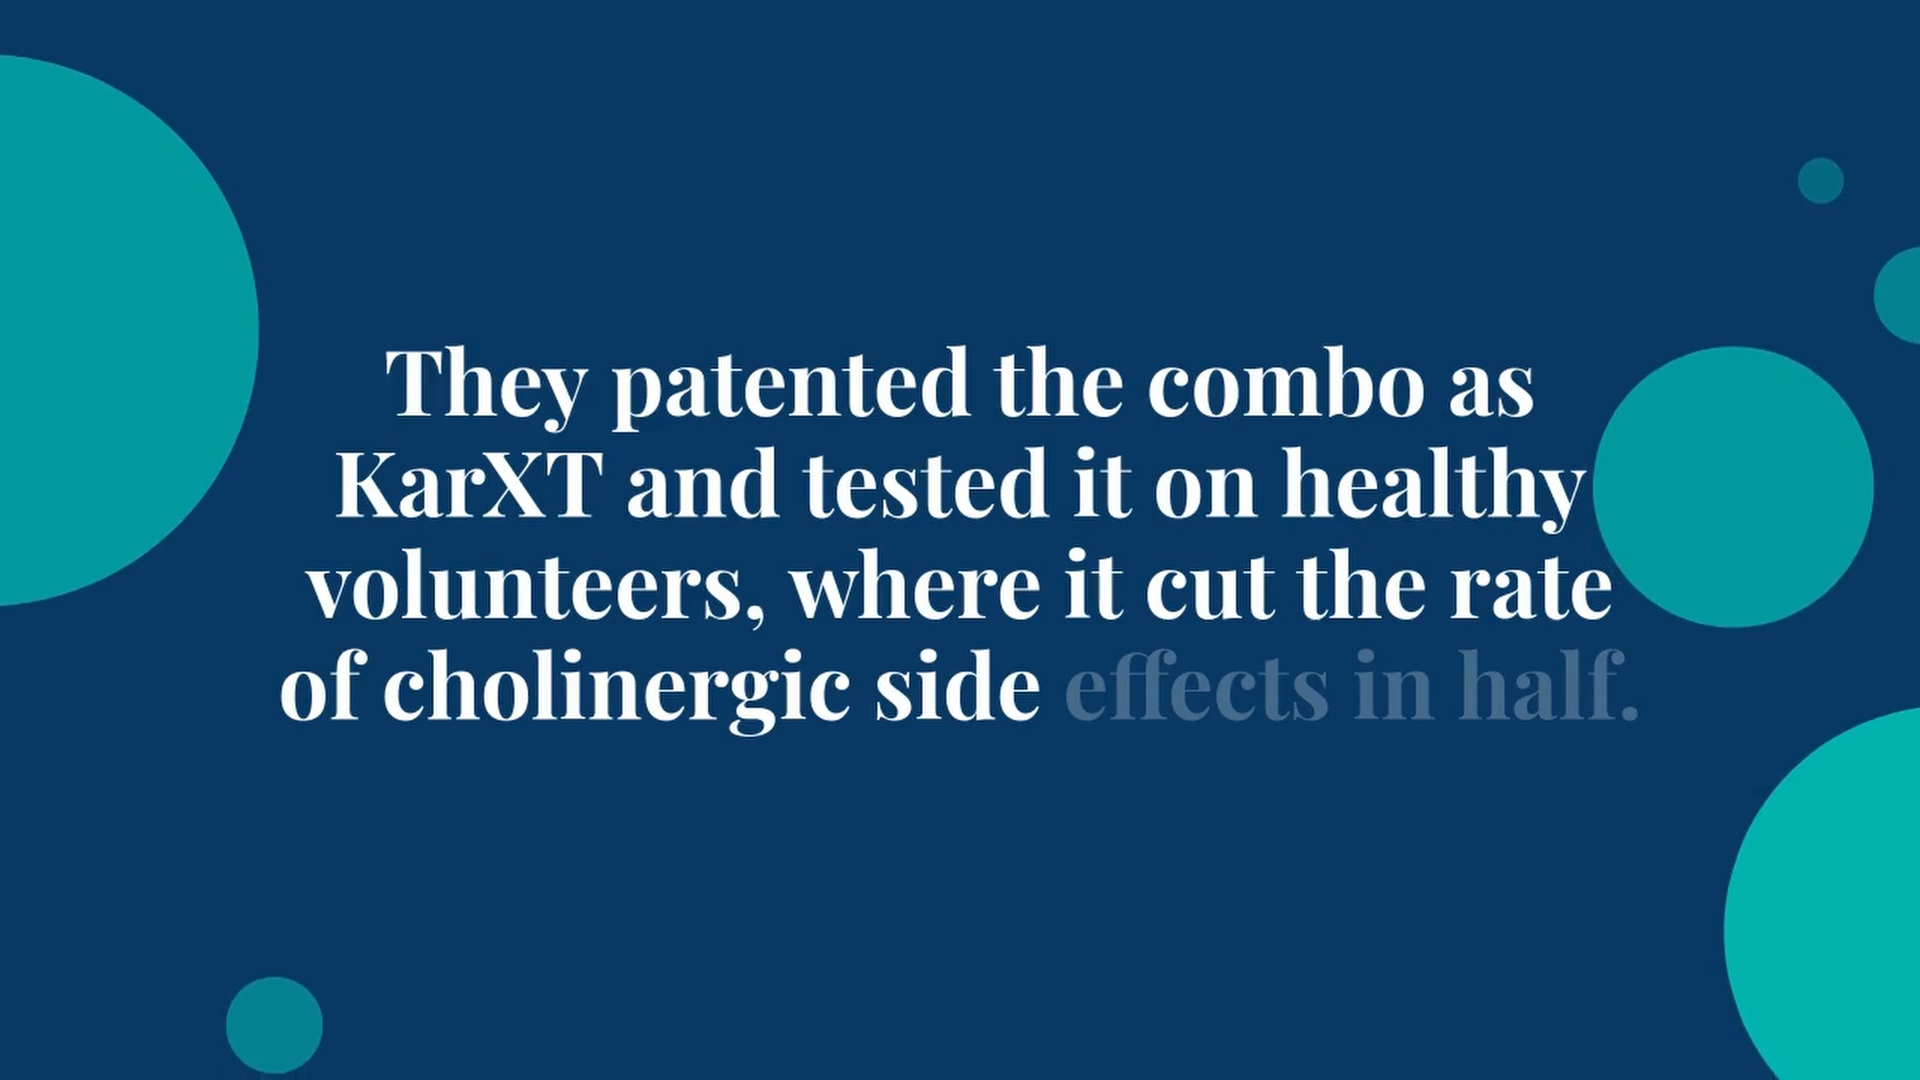 They patented the combo as
KarXT and tested it on healthy
volunteers, where it cut the rate
of cholinergic side effects in half.